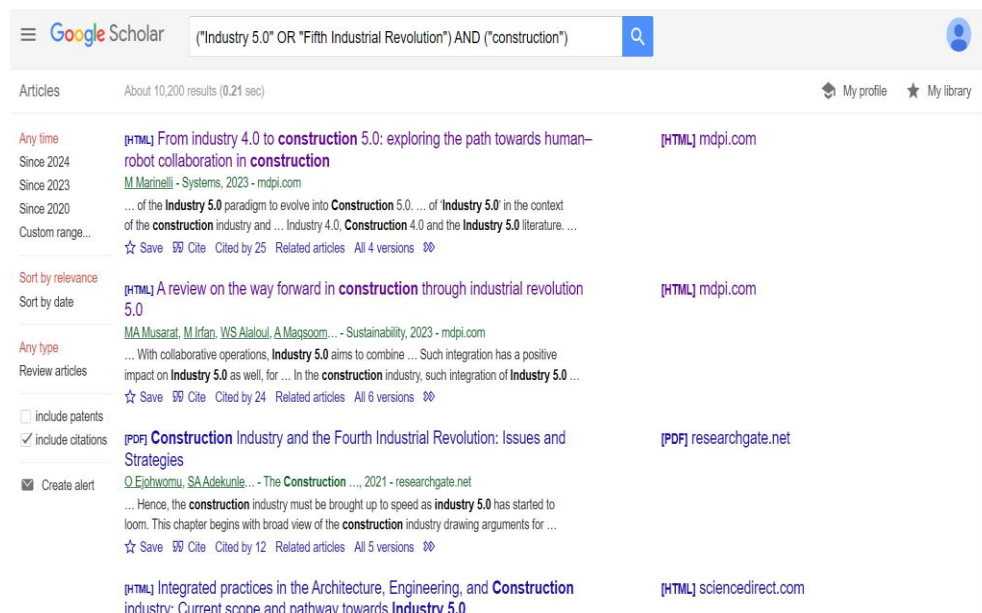 Google Scholar
("Industry 5.0" OR "Fifth Industrial Revolution") AND ("construction")
Articles
About 10,200 results (0.21 sec)
My profile
My library
Any time
Since 2024
Since 2023
Since 2020
Custom range...
Sort by relevance
Sort by date
Any type
Review articles
include patents
include citations
Create alert
[HTML] From industry 4.0 to construction 5.0: exploring the path towards human–
robot collaboration in construction
[HTML] mdpi.com
M Marinelli - Systems, 2023 - mdpi.com
... of the Industry 5.0 paradigm to evolve into Construction 5.0. ... of ‘Industry 5.0’ in the context
of the construction industry and ... Industry 4.0, Construction 4.0 and the Industry 5.0 literature. ...
Save Cite Cited by 25 Related articles All 4 versions
[HTML] A review on the way forward in construction through industrial revolution
5.0
[HTML] mdpi.com
MA Musarat, M Irfan, WS Alaloul, A Maqsoom... - Sustainability, 2023 - mdpi.com
... With collaborative operations, Industry 5.0 aims to combine ... Such integration has a positive
impact on Industry 5.0 as well, for ... In the construction industry, such integration of Industry 5.0 ...
Save Cite Cited by 24 Related articles All 6 versions
[PDF] Construction Industry and the Fourth Industrial Revolution: Issues and
Strategies
[PDF] researchgate.net
O Ejohwomu, SA Adekunle... - The Construction ..., 2021 - researchgate.net
... Hence, the construction industry must be brought up to speed as industry 5.0 has started to
loom. This chapter begins with broad view of the construction industry drawing arguments for ...
Save Cite Cited by 12 Related articles All 5 versions
[HTML] Integrated practices in the Architecture, Engineering, and Construction
industry: Current scope and pathway towards Industry 5.0
[HTML] sciencedirect.com